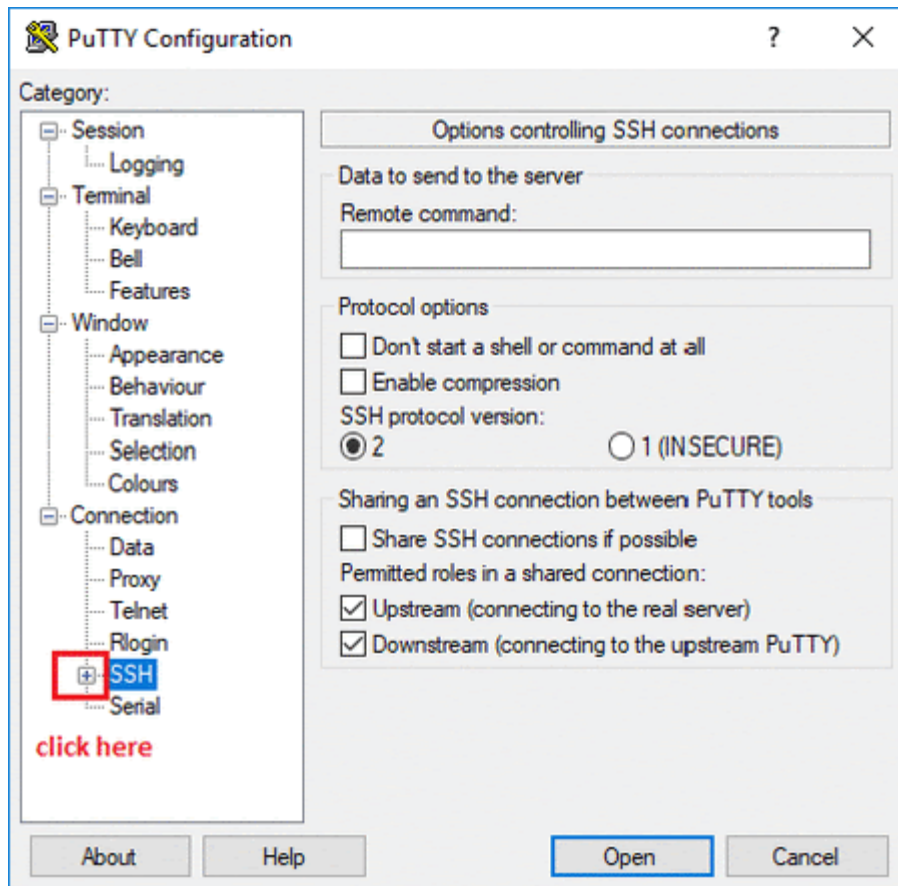 PuTTY Configuration
?
Category:
Session
Logging
Terminal
Keyboard
Bell
Features
Window
Appearance
Behaviour
Translation
Selection
Colours
Connection
Data
Proxy
Telnet
Rlogin
SSH
Serial
click here
Options controlling SSH connections
Data to send to the server
Remote command:
Protocol options
Don't start a shell or command at all
Enable compression
SSH protocol version:
2 1 (INSECURE)
Sharing an SSH connection between PuTTY tools
Share SSH connections if possible
Permitted roles in a shared connection:
Upstream (connecting to the real server)
Downstream (connecting to the upstream PuTTY)
About Help Open Cancel